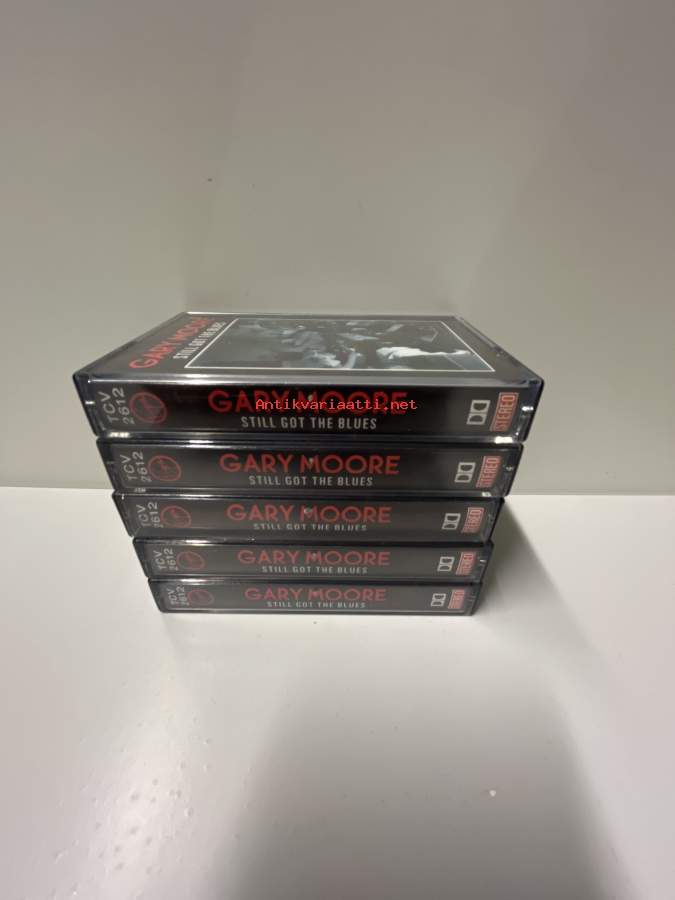 GARY MOORE
STILL GOT THE BLUES
TCV
2612
GARY MOORE
STILL GOT THE BLUES
STEREO
Antikvariaatti.net
TCV
2612
GARY MOORE
STILL GOT THE BLUES
STEREO
TCV
2612
GARY MOORE
STILL GOT THE BLUES
STEREO
TCV
2612
GARY MOORE
STILL GOT THE BLUES
STEREO
TCV
2612
GARY MOORE
STILL GOT THE BLUES
STEREO